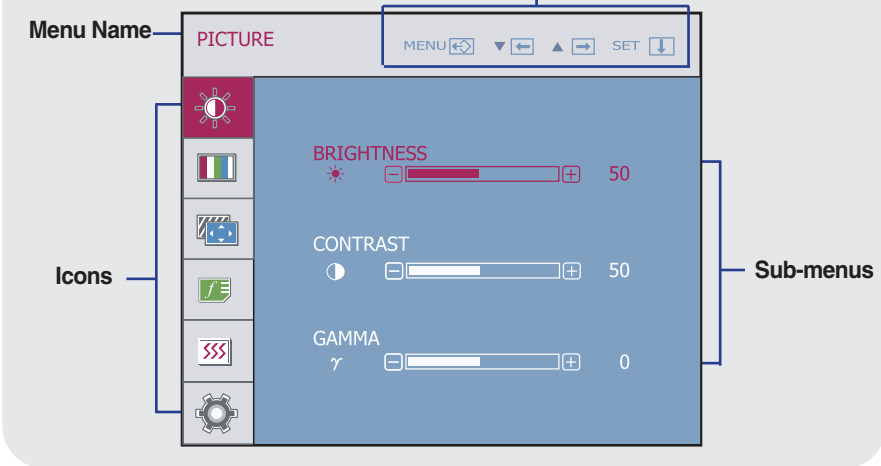 Menu Name
PICTURE
MENU ▼ ▲ SET
BRIGHTNESS
50
CONTRAST
50
Icons
Sub-menus
GAMMA
γ 0